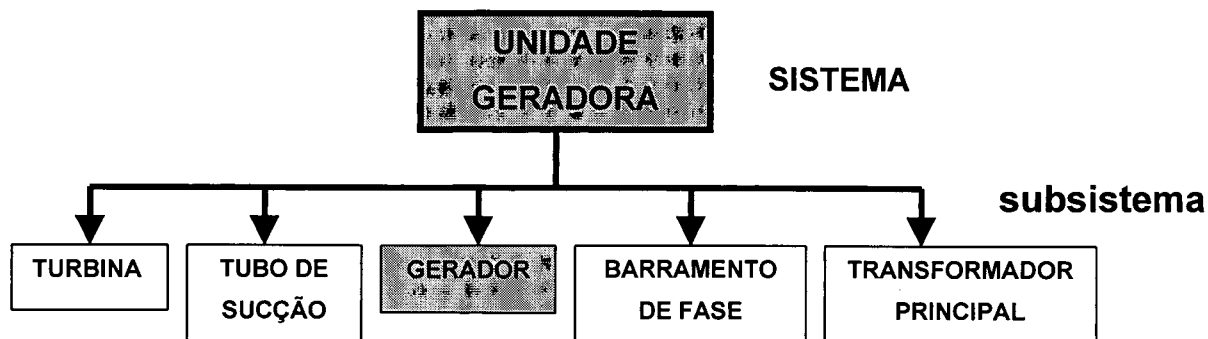 UNIDADE
GERADORA
SISTEMA
subsistema
TURBINA
TUBO DE
SUCÇÃO
GERADOR
BARRAMENTO
DE FASE
TRANSFORMADOR
PRINCIPAL